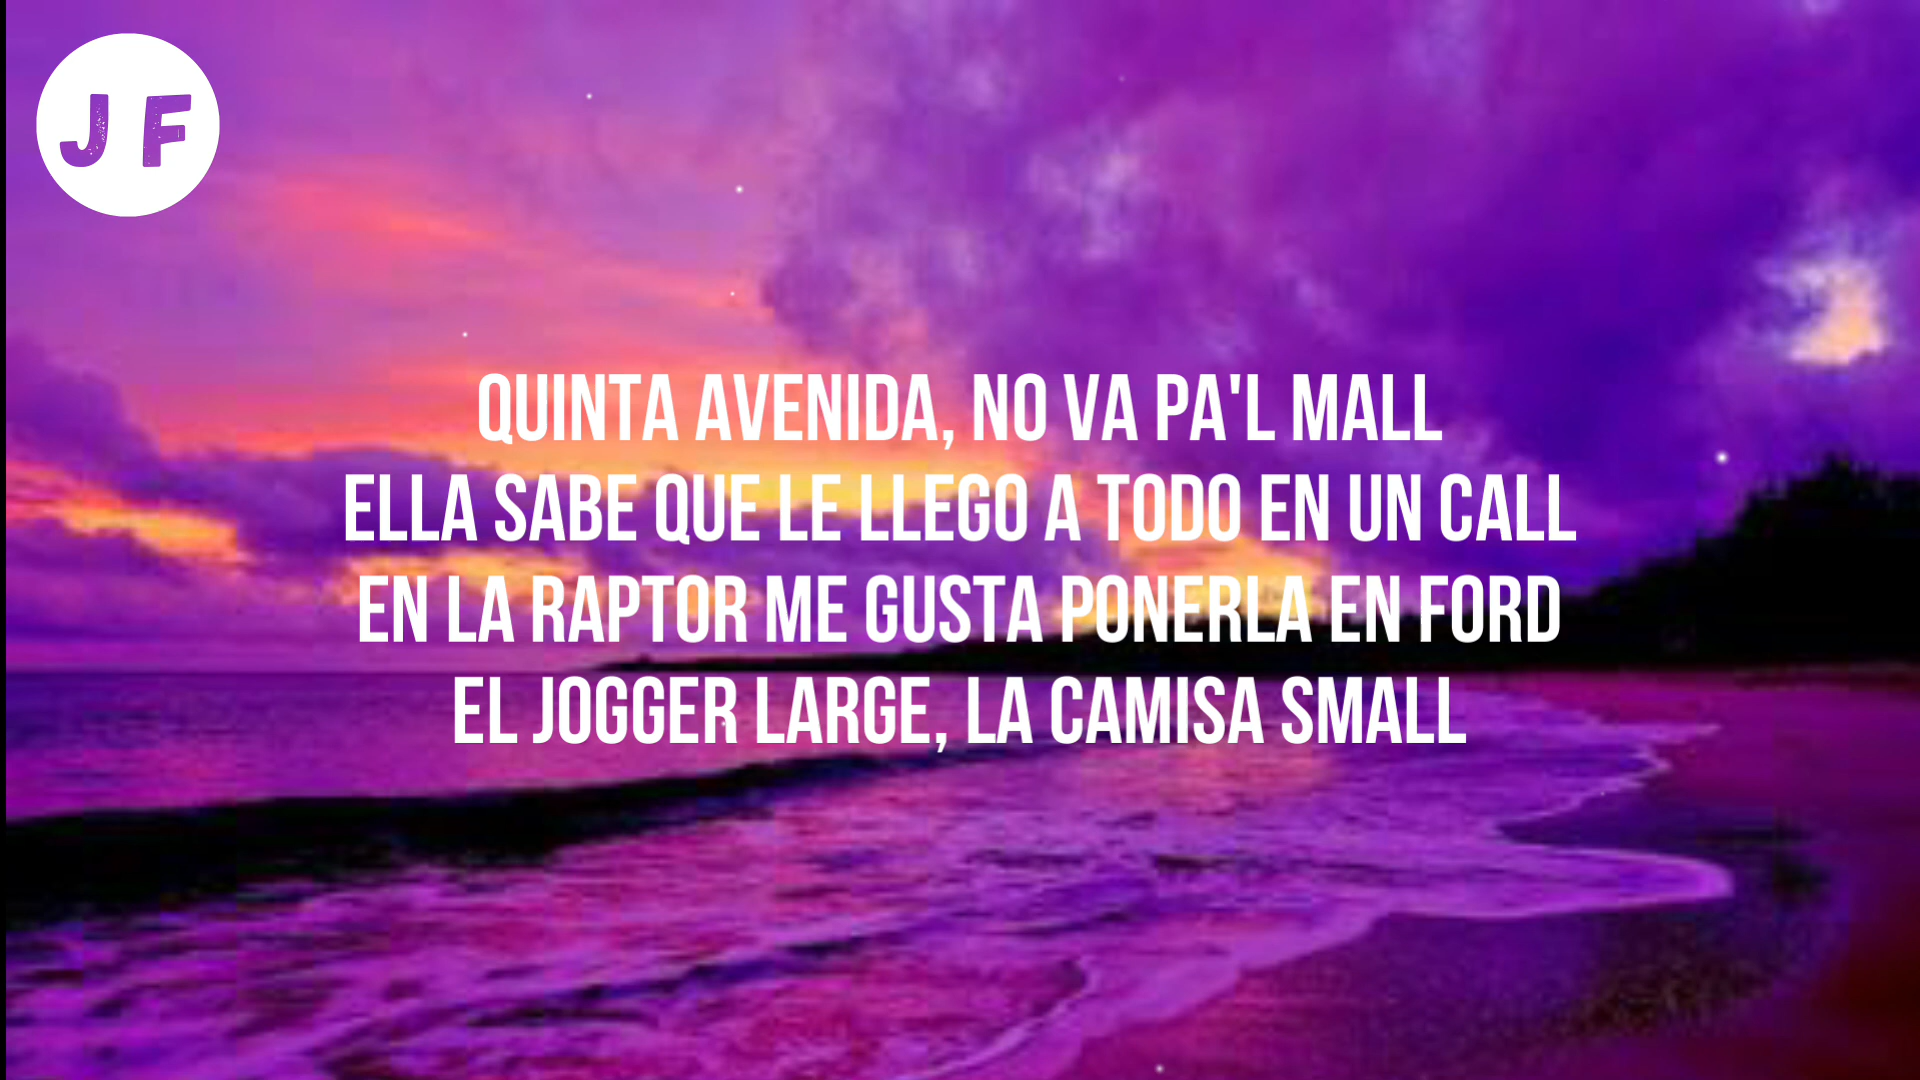 J F
QUINTA AVENIDA, NO VA PA'L MALL
ELLA SABE QUE LE LLEGO A TODO EN UN CALL
EN LA RAPTOR ME GUSTA PONERLA EN FORD
EL JOGGER LARGE, LA CAMISA SMALL